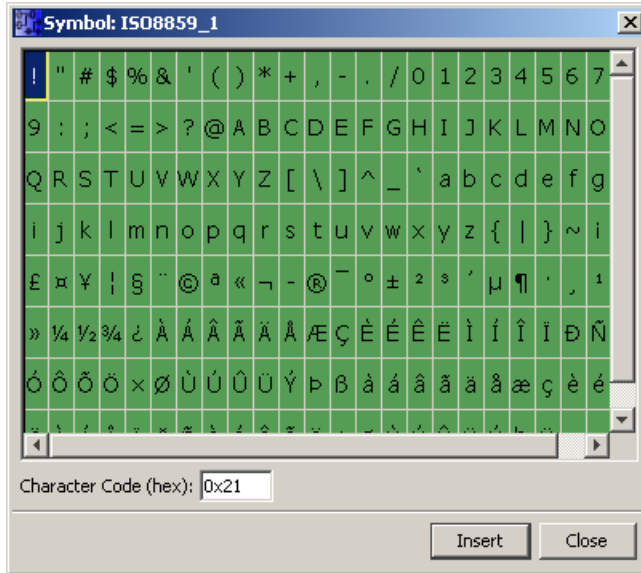 Symbol: ISO8859_1
! " # $ % & ' ( ) * + , - . / 0 1 2 3 4 5 6 7
9 : ; < = > ? @ A B C D E F G H I J K L M N O
Q R S T U V W X Y Z [ \ ] ^ _ ` a b c d e f g
i j k l m n o p q r s t u v w x y z { | } ~ ¡
£ ¤ ¥ ¦ § ¨ © ª « ¬ - ® ¯ ° ± ² ³ ´ µ ¶ · ¸ ¹
» ¼ ½ ¾ ¿ À Á Â Ã Ä Å Æ Ç È É Ê Ë Ì Í Î Ï Ð Ñ
Ó Ô Õ Ö × Ø Ù Ú Û Ü Ý Þ ß à á â ã ä å æ ç è é
Character Code (hex): 0x21
Insert Close